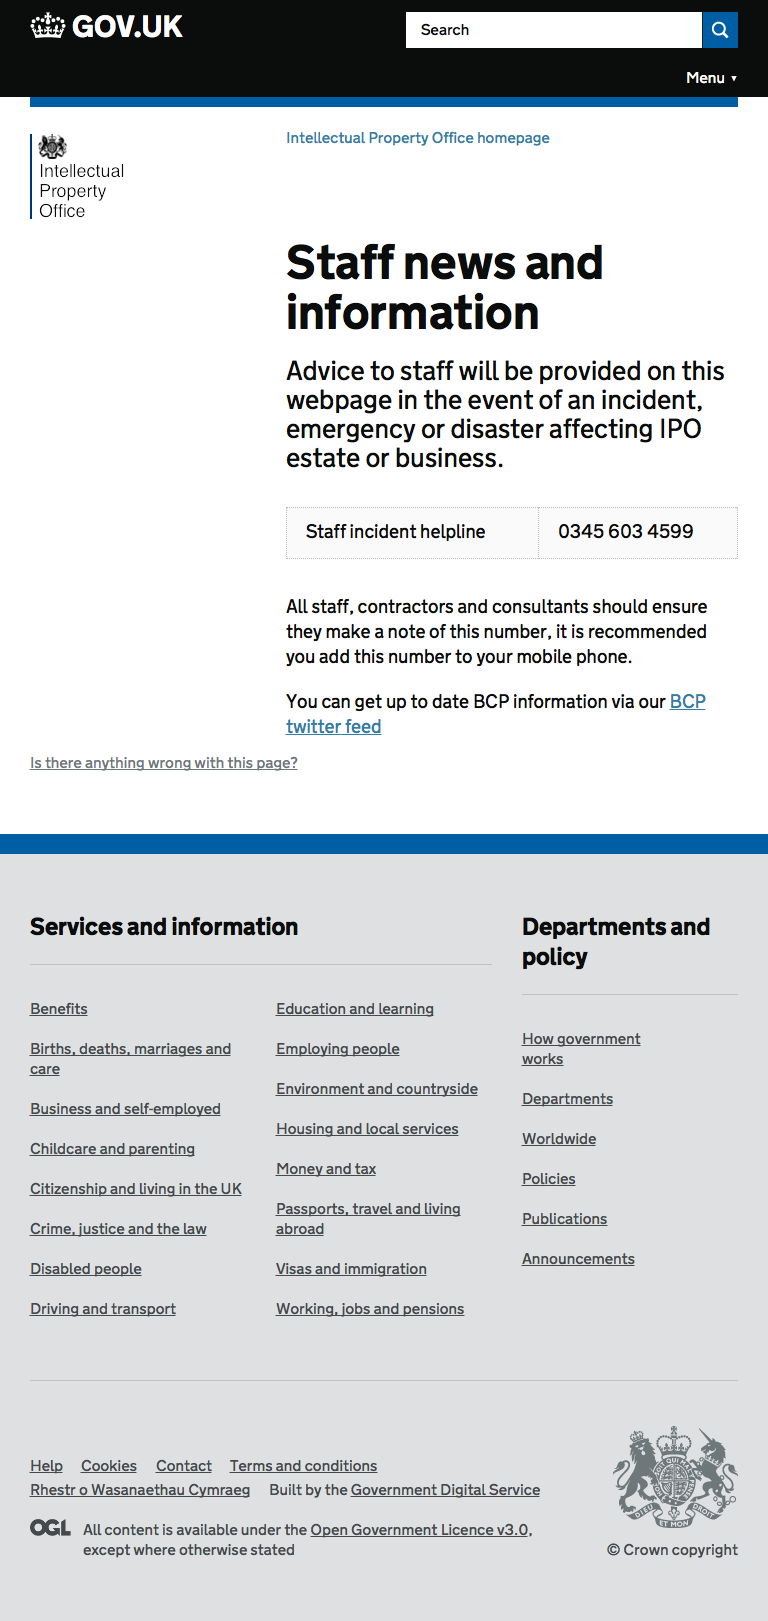 GOV.UK
Search
Menu ▼
Intellectual Property Office homepage
Intellectual
Property
Office
Staff news and
information
Advice to staff will be provided on this
webpage in the event of an incident,
emergency or disaster affecting IPO
estate or business.
Staff incident helpline 0345 603 4599
All staff, contractors and consultants should ensure
they make a note of this number, it is recommended
you add this number to your mobile phone.
You can get up to date BCP information via our BCP
twitter feed
Is there anything wrong with this page?
Services and information
Benefits
Births, deaths, marriages and
care
Business and self-employed
Childcare and parenting
Citizenship and living in the UK
Crime, justice and the law
Disabled people
Driving and transport
Education and learning
Employing people
Environment and countryside
Housing and local services
Money and tax
Passports, travel and living
abroad
Visas and immigration
Working, jobs and pensions
Departments and
policy
How government
works
Departments
Worldwide
Policies
Publications
Announcements
Help Cookies Contact Terms and conditions
Rhestr o Wasanaethau Cymraeg Built by the Government Digital Service
OGL All content is available under the Open Government Licence v3.0,
except where otherwise stated
DIEU ET MON DROIT
© Crown copyright